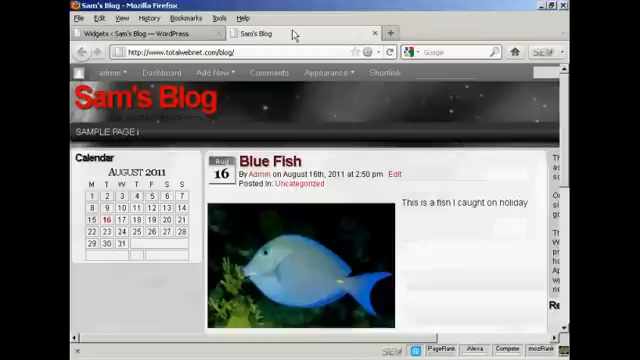 Sam's Blog - Mozilla Firefox
File Edit View History Bookmarks Tools Help
Widgets ‹ Sam's Blog — WordPress
Sam's Blog
http://www.totalwebnet.com/blog/
Google
admin Dashboard Add New Comments Appearance Shortlink
Sam's Blog
SAMPLE PAGE
Calendar
AUGUST 2011
M T W T F S S
1 2 3 4 5 6 7
8 9 10 11 12 13 14
15 16 17 18 19 20 21
22 23 24 25 26 27 28
29 30 31
Aug
16
Blue Fish
By Admin on August 16th, 2011 at 2:50 pm Edit
Posted In: Uncategorized
This is a fish I caught on holiday
Re
PageRank Alexa Compete mozRank